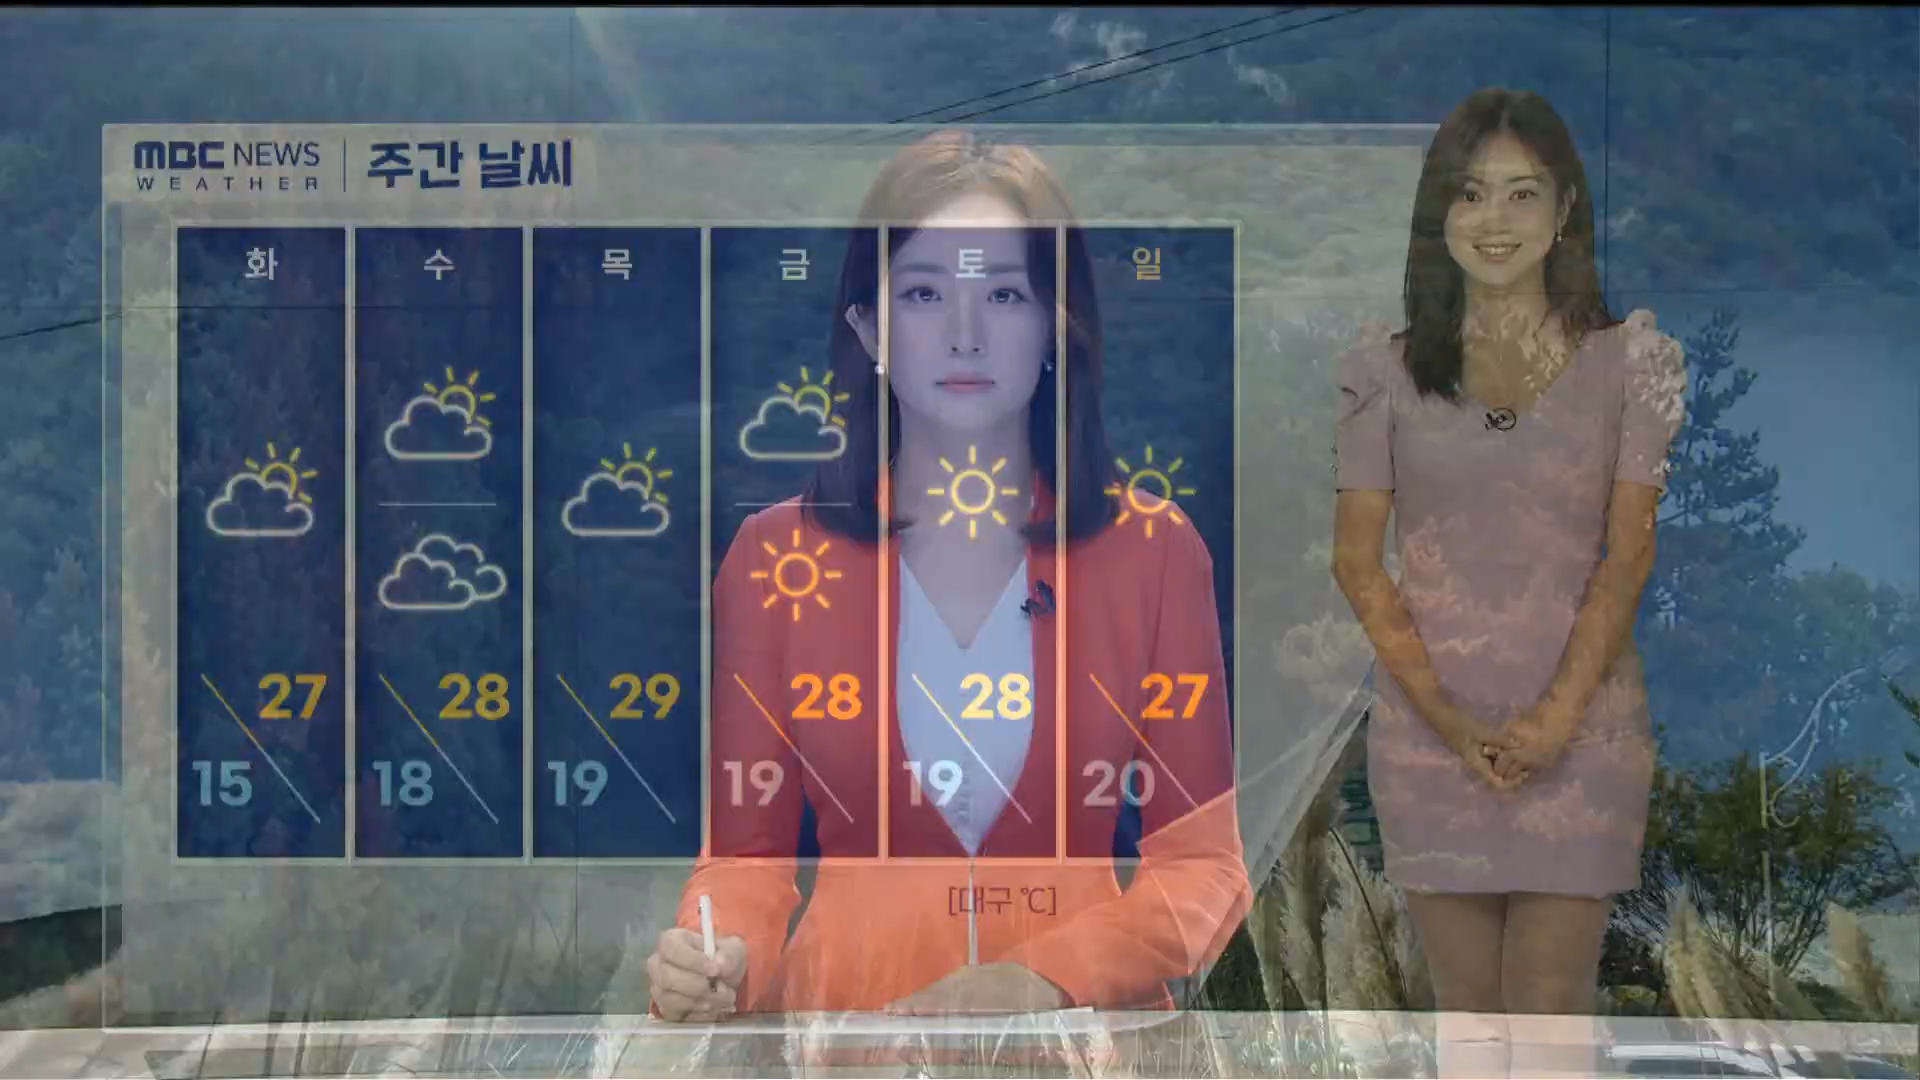 MBC NEWS
WEATHER
주간 날씨
화 수 목 금 토 일
27 28 29 28 28 27
15 18 19 19 19 20
[대구 ℃]